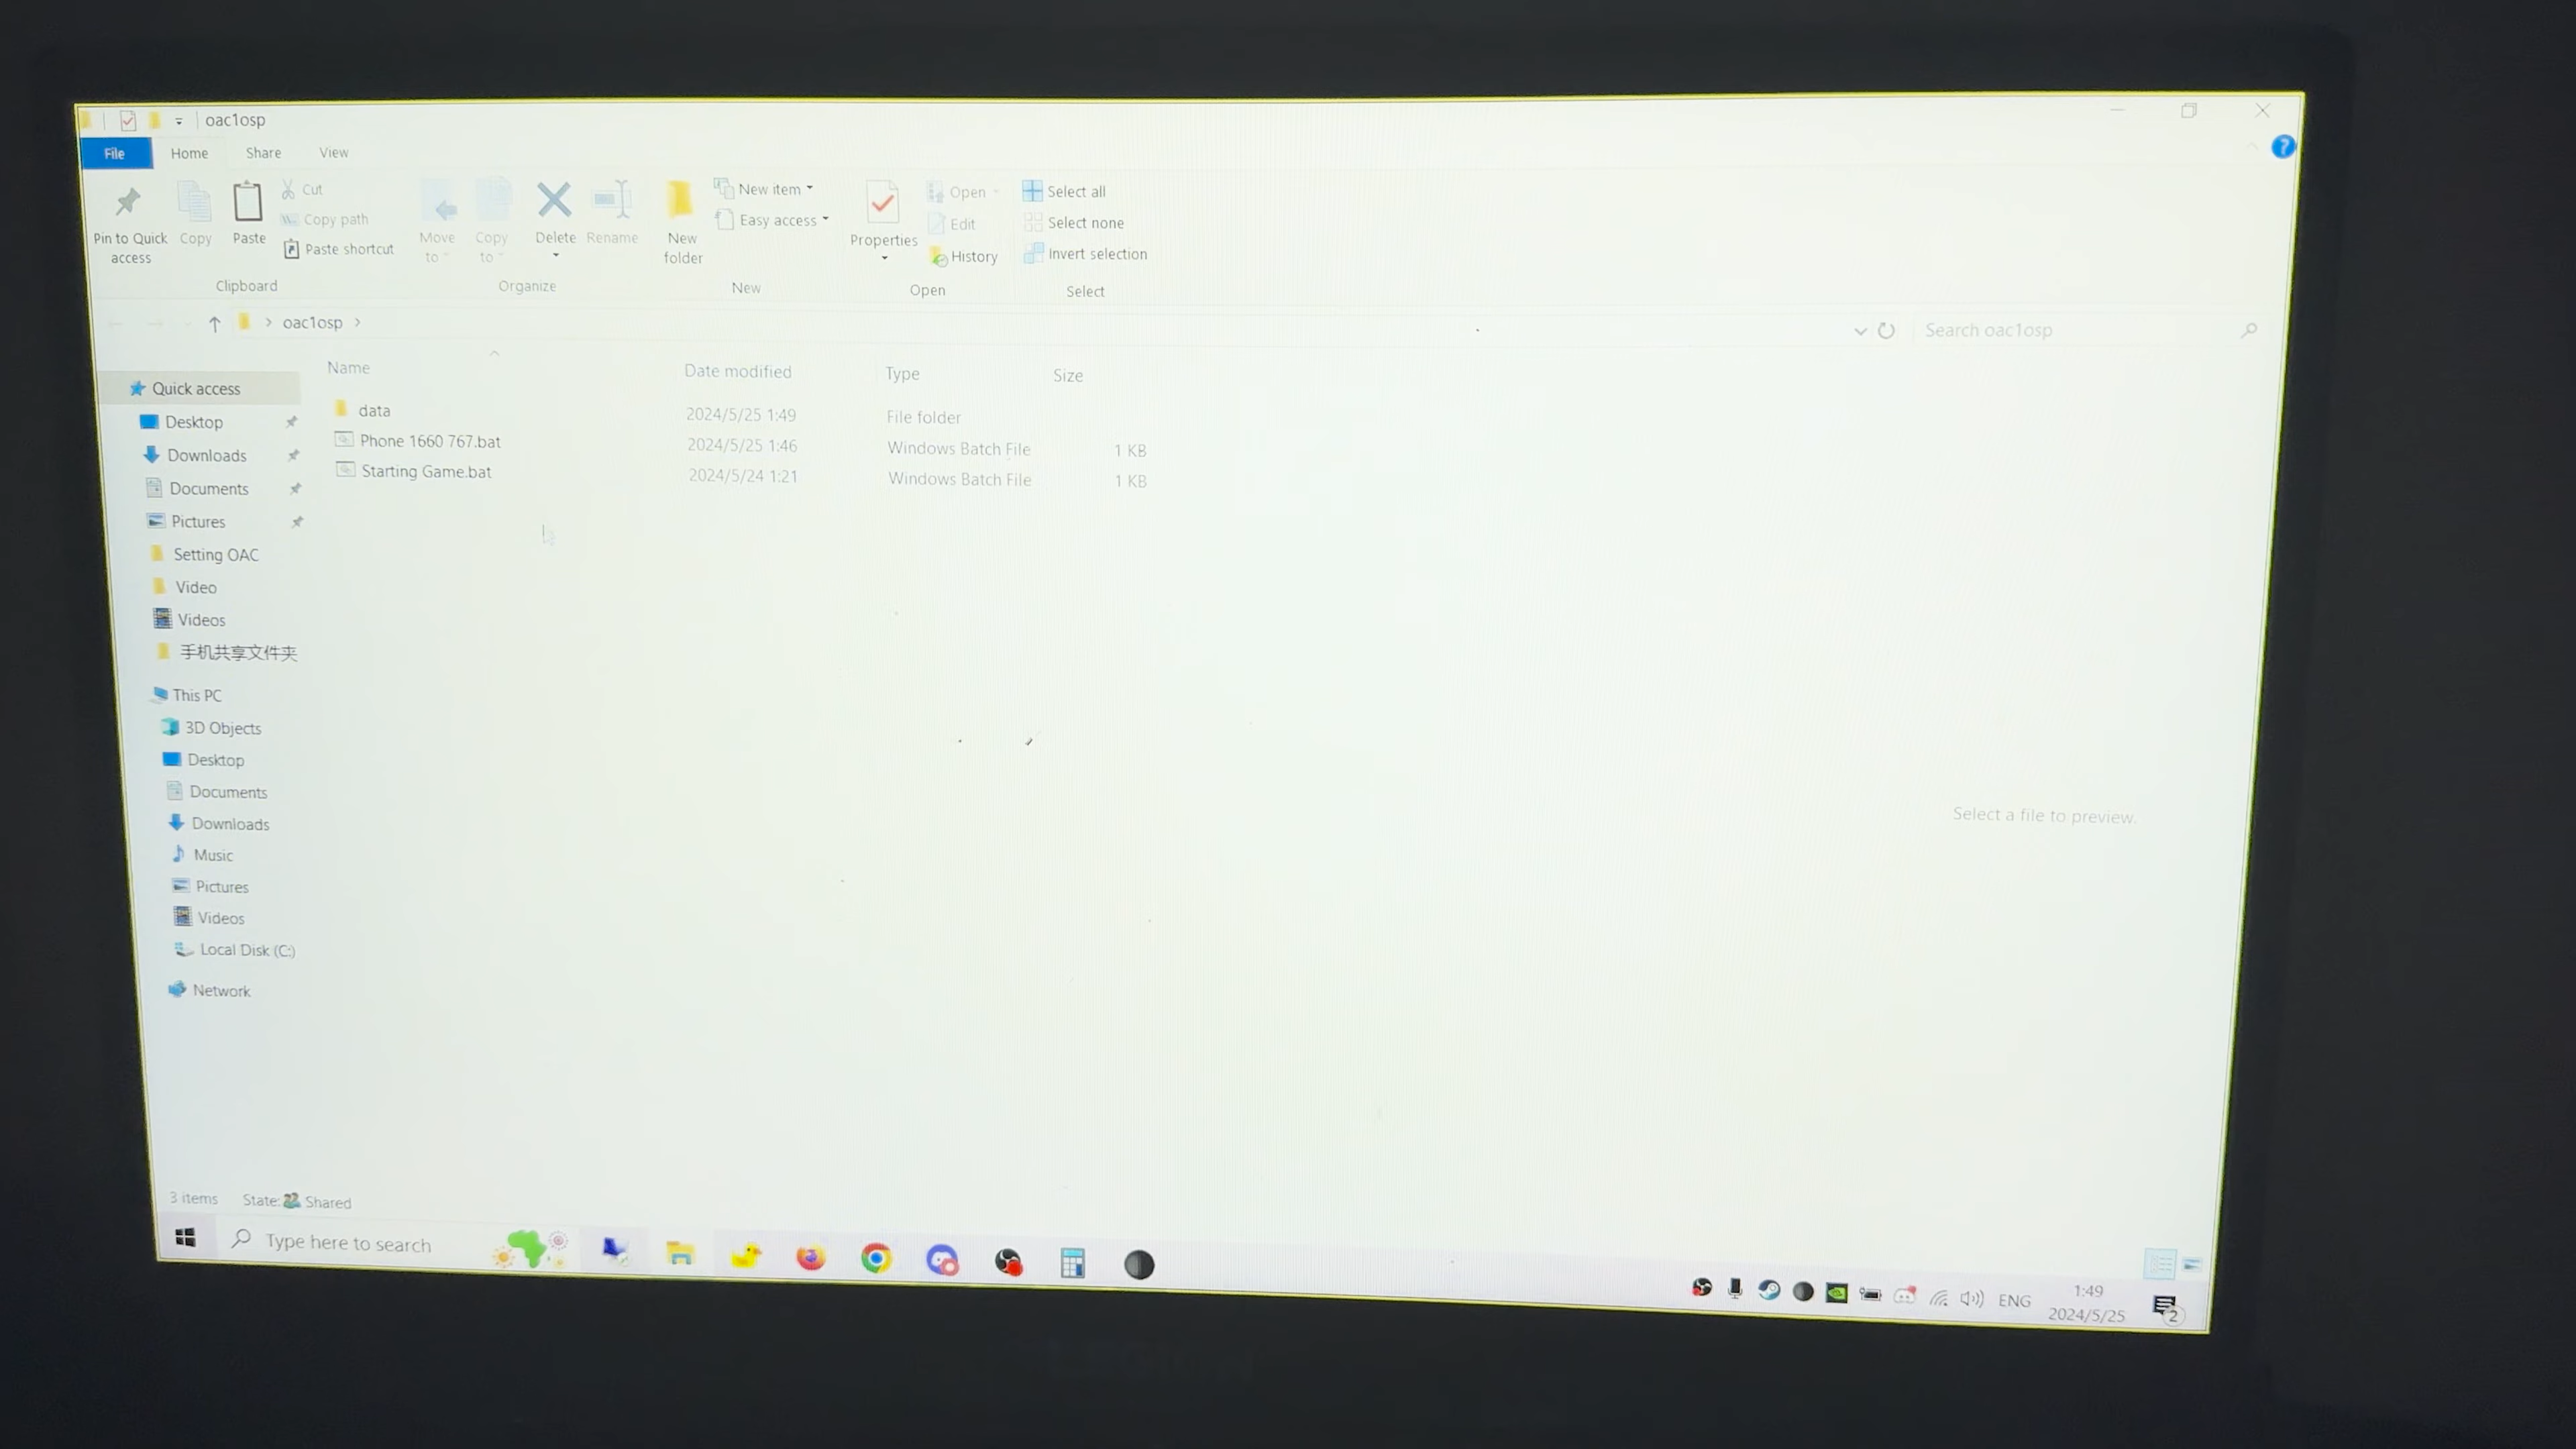 oac1osp
File Home Share View
Pin to Quick access
Copy
Paste
Cut
Copy path
Paste shortcut
Clipboard
Move to
Copy to
Delete
Rename
Organize
New folder
New item
Easy access
New
Properties
Open
Edit
History
Open
Select all
Select none
Invert selection
Select
oac1osp
Search oac1osp
Name Date modified Type Size
data 2024/5/25 1:49 File folder
Phone 1660 767.bat 2024/5/25 1:46 Windows Batch File 1 KB
Starting Game.bat 2024/5/24 1:21 Windows Batch File 1 KB
Quick access
Desktop
Downloads
Documents
Pictures
Setting OAC
Video
Videos
手机共享文件夹
This PC
3D Objects
Desktop
Documents
Downloads
Music
Pictures
Videos
Local Disk (C:)
Network
Select a file to preview.
3 items State: Shared
Type here to search
ENG
1:49
2024/5/25
2